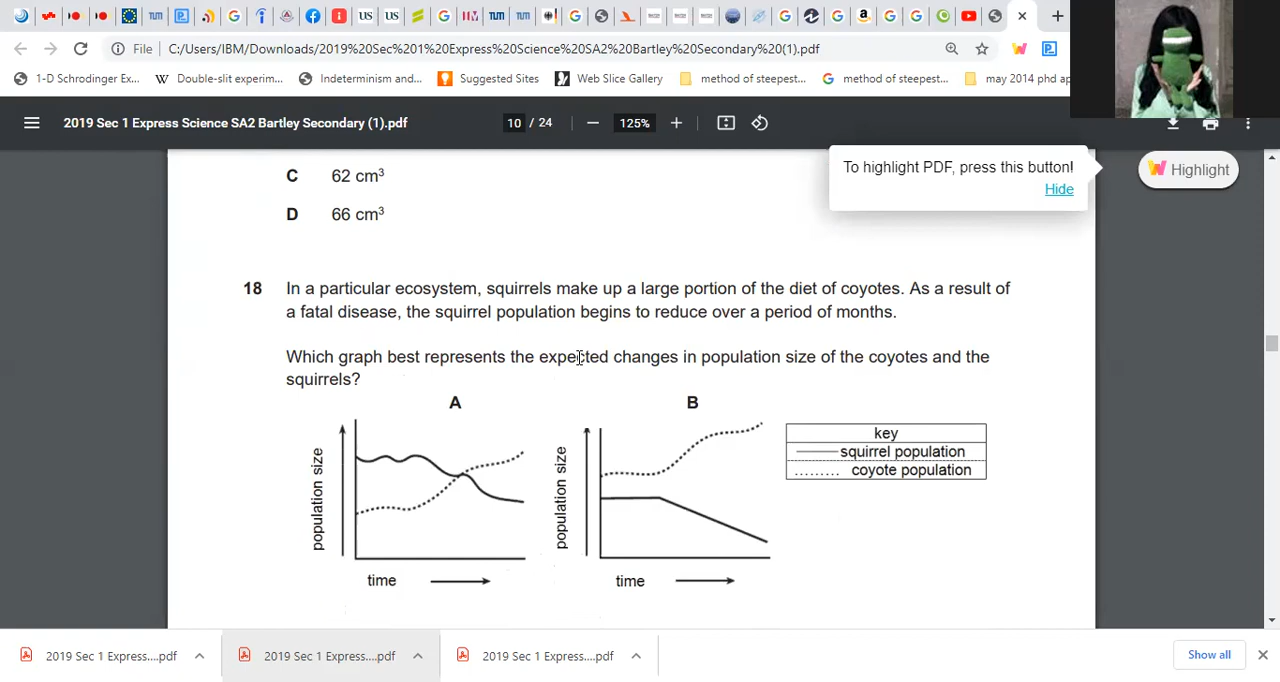 US
US
TUM
TUM
TUM
File
C:/Users/IBM/Downloads/2019%20Sec%201%20Express%20Science%20SA2%20Bartley%20Secondary%20(1).pdf
1-D Schrodinger Ex...
Double-slit experim...
Indeterminism and...
Suggested Sites
Web Slice Gallery
method of steepest...
method of steepest...
may 2014 phd ap
2019 Sec 1 Express Science SA2 Bartley Secondary (1).pdf
10 / 24
125%
To highlight PDF, press this button!
Hide
Highlight
C 62 cm³
D 66 cm³
18 In a particular ecosystem, squirrels make up a large portion of the diet of coyotes. As a result of
a fatal disease, the squirrel population begins to reduce over a period of months.
Which graph best represents the expected changes in population size of the coyotes and the
squirrels?
A
B
population size
time
population size
time
key
squirrel population
......... coyote population
2019 Sec 1 Express....pdf
2019 Sec 1 Express....pdf
2019 Sec 1 Express....pdf
Show all